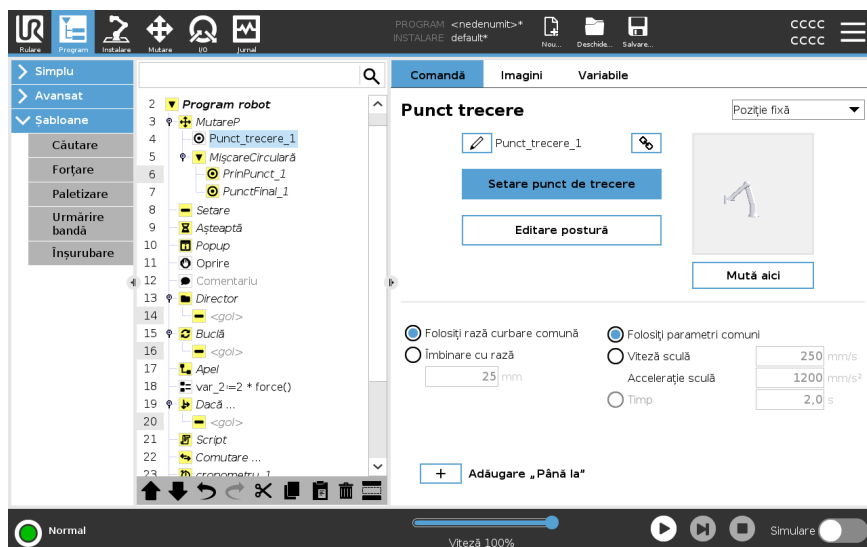 UR
Rulare
Program
Instalare
Mutare
I/O
Jurnal
PROGRAM <nedenumit>*
INSTALARE default*
Nou...
Deschide...
Salvare...
CCCC
CCCC
Simplu
Avansat
Șabloane
Căutare
Forțare
Paletizare
Urmărire
bandă
Înșurubare
2 Program robot
3 MutareP
4 Punct_trecere_1
5 MișcareCirculară
6 PrinPunct_1
7 PunctFinal_1
8 Setare
9 Așteaptă
10 Popup
11 Oprire
12 Comentariu
13 Director
14 <gol>
15 Buclă
16 <gol>
17 Apel
18 var_2≔2 * force()
19 Dacă ...
20 <gol>
21 Script
22 Comutare ...
23 cronometru_1
Comandă
Imagini
Variabile
Punct trecere
Poziție fixă
Punct_trecere_1
Setare punct de trecere
Editare postură
Mută aici
Folosiți rază curbare comună
Îmbinare cu rază
25 mm
Folosiți parametri comuni
Viteză sculă 250 mm/s
Accelerație sculă 1200 mm/s²
Timp 2,0 s
+ Adăugare „Până la”
Normal
Viteză 100%
Simulare